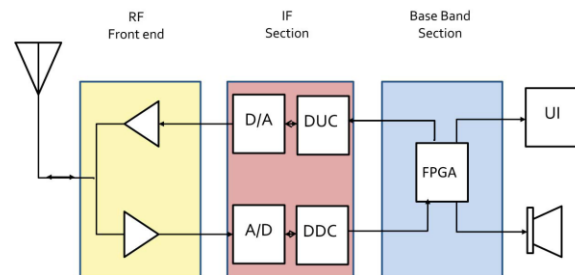 RF
Front end
IF
Section
Base Band
Section
D/A
DUC
UI
FPGA
A/D
DDC